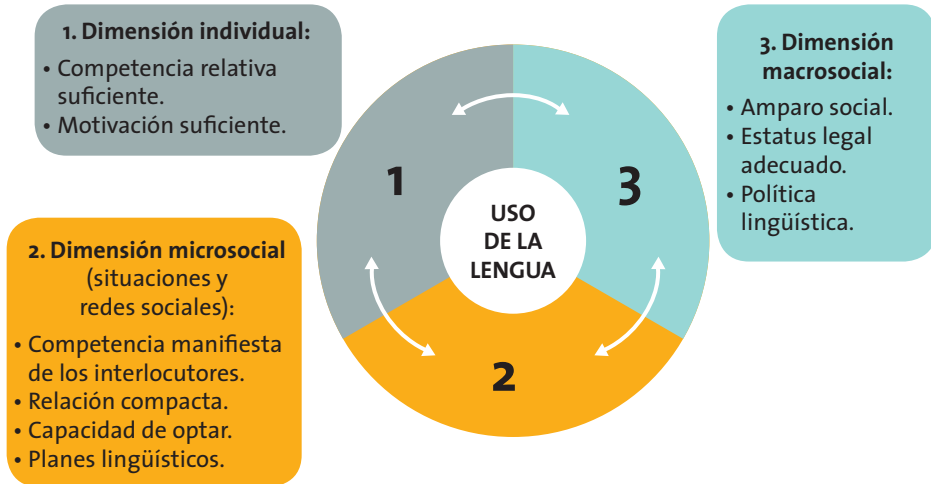 1. Dimensión individual:
• Competencia relativa
suficiente.
• Motivación suficiente.
2. Dimensión microsocial
(situaciones y
redes sociales):
• Competencia manifiesta
de los interlocutores.
• Relación compacta.
• Capacidad de optar.
• Planes lingüísticos.
3. Dimensión
macrosocial:
• Amparo social.
• Estatus legal
adecuado.
• Política
lingüística.
1
3
USO
DE LA
LENGUA
2